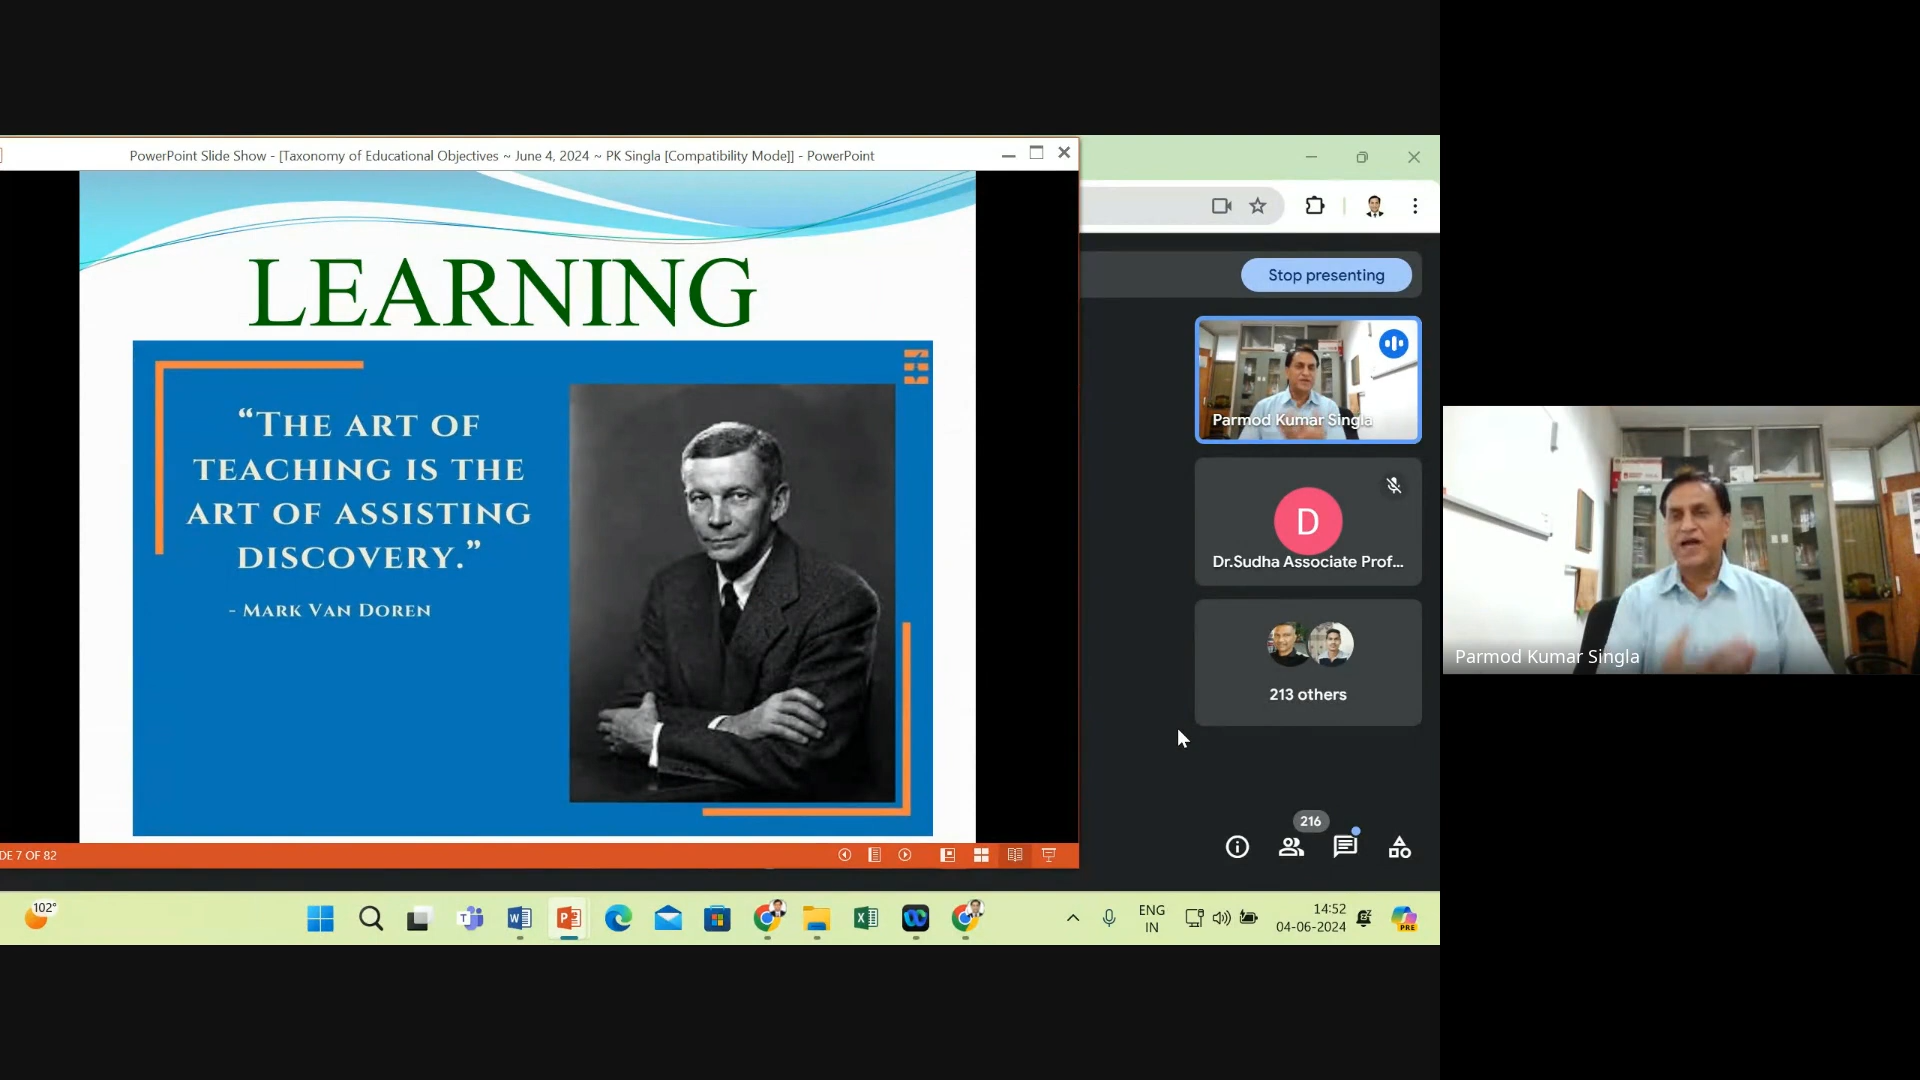 PowerPoint Slide Show - [Taxonomy of Educational Objectives ~ June 4, 2024 ~ PK Singla [Compatibility Mode]] - PowerPoint
LEARNING
“THE ART OF
TEACHING IS THE
ART OF ASSISTING
DISCOVERY.”
- MARK VAN DOREN
DE 7 OF 82
Stop presenting
Parmod Kumar Singla
D
Dr.Sudha Associate Prof...
213 others
216
Parmod Kumar Singla
102°
ENG
IN
14:52
04-06-2024
PRE